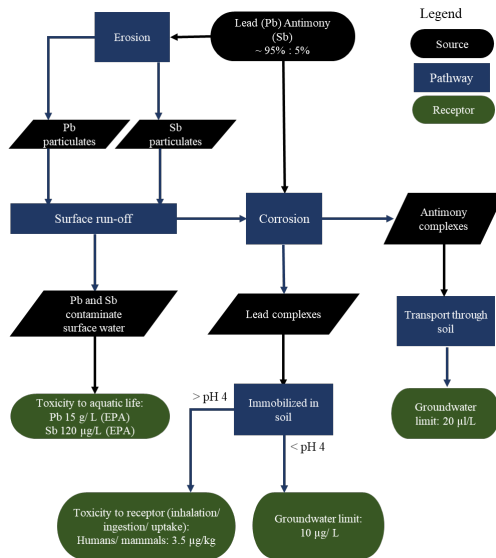 Legend
Source
Pathway
Receptor
Erosion
Lead (Pb) Antimony
(Sb)
~ 95% : 5%
Pb
particulates
Sb
particulates
Surface run-off
Corrosion
Antimony
complexes
Pb and Sb
contaminate
surface water
Lead complexes
Transport through
soil
Toxicity to aquatic life:
Pb 15 g/ L (EPA)
Sb 120 µg/L (EPA)
> pH 4
Immobilized in
soil
< pH 4
Groundwater
limit: 20 µl/L
Toxicity to receptor (inhalation/
ingestion/ uptake):
Humans/ mammals: 3.5 µg/kg
Groundwater limit:
10 µg/ L